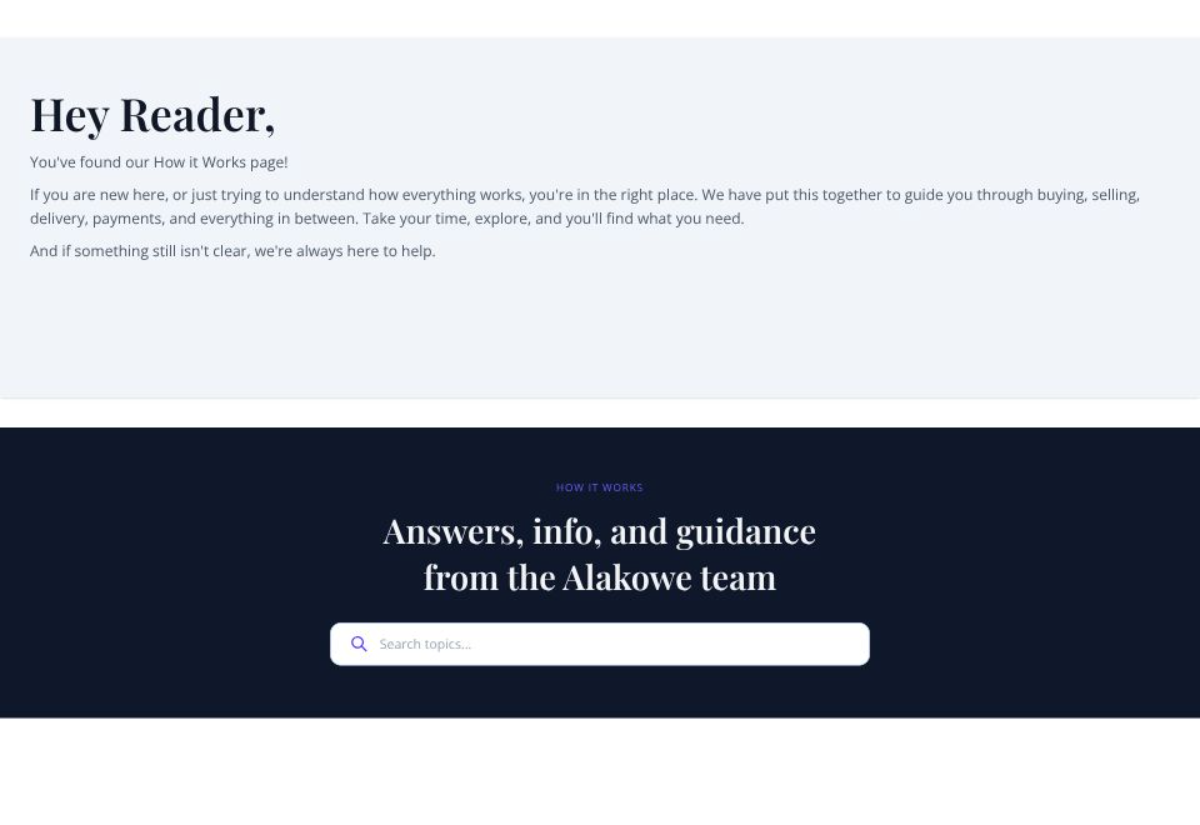 Hey Reader,
You've found our How it Works page!
If you are new here, or just trying to understand how everything works, you're in the right place. We have put this together to guide you through buying, selling,
delivery, payments, and everything in between. Take your time, explore, and you'll find what you need.
And if something still isn't clear, we're always here to help.
HOW IT WORKS
Answers, info, and guidance
from the Alakowe team
Search topics...